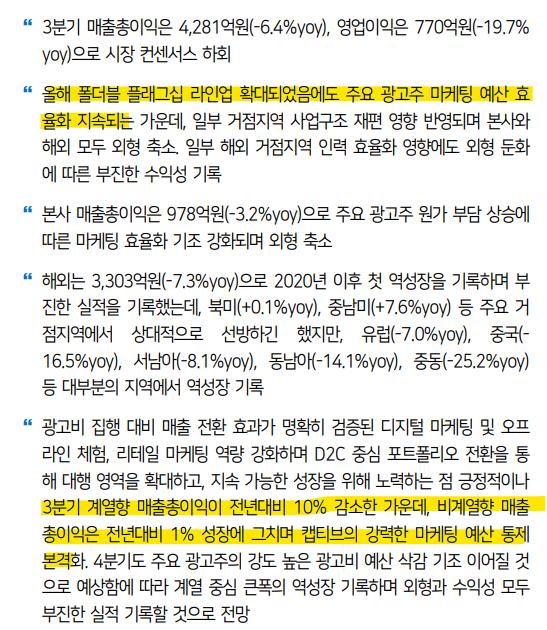 “ 3분기 매출총이익은 4,281억원(-6.4%yoy), 영업이익은 770억원(-19.7%
yoy)으로 시장 컨센서스 하회
“ 올해 폴더블 플래그십 라인업 확대되었음에도 주요 광고주 마케팅 예산 효
율화 지속되는 가운데, 일부 거점지역 사업구조 재편 영향 반영되며 본사와
해외 모두 외형 축소. 일부 해외 거점지역 인력 효율화 영향에도 외형 둔화
에 따른 부진한 수익성 기록
“ 본사 매출총이익은 978억원(-3.2%yoy)으로 주요 광고주 원가 부담 상승에
따른 마케팅 효율화 기조 강화되며 외형 축소
“ 해외는 3,303억원(-7.3%yoy)으로 2020년 이후 첫 역성장을 기록하며 부
진한 실적을 기록했는데, 북미(+0.1%yoy), 중남미(+7.6%yoy) 등 주요 거
점지역에서 상대적으로 선방하긴 했지만, 유럽(-7.0%yoy), 중국(-
16.5%yoy), 서남아(-8.1%yoy), 동남아(-14.1%yoy), 중동(-25.2%yoy)
등 대부분의 지역에서 역성장 기록
“ 광고비 집행 대비 매출 전환 효과가 명확히 검증된 디지털 마케팅 및 오프
라인 체험, 리테일 마케팅 역량 강화하며 D2C 중심 포트폴리오 전환을 통
해 대행 영역을 확대하고, 지속 가능한 성장을 위해 노력하는 점 긍정적이나
3분기 계열향 매출총이익이 전년대비 10% 감소한 가운데, 비계열향 매출
총이익은 전년대비 1% 성장에 그치며 캡티브의 강력한 마케팅 예산 통제
본격화. 4분기도 주요 광고주의 강도 높은 광고비 예산 삭감 기조 이어질 것
으로 예상함에 따라 계열 중심 큰폭의 역성장 기록하며 외형과 수익성 모두
부진한 실적 기록할 것으로 전망